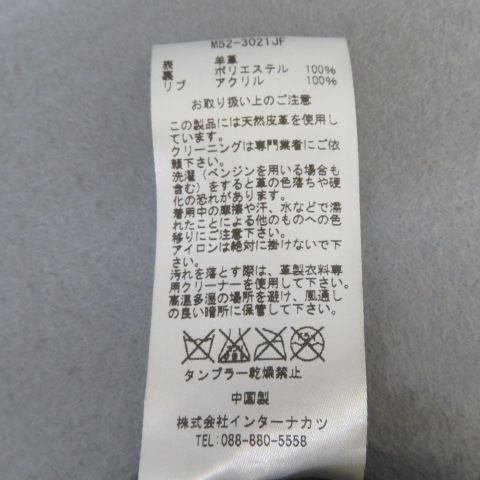 M52-3021JF
表 羊革
裏 ポリエステル 100%
リブ アクリル 100%
お取り扱い上のご注意
この製品には天然皮革を使用し
ています。
クリーニングは専門業者にご依
頼下さい。
洗濯(ベンジンを用いる場合も
含む)をすると革の色落ちや硬
化の恐れがあります。
着用中の摩擦や汗、水などで濡
れたことによる他のものへの色
移りにご注意下さい。
アイロンは絶対に掛けないで下
さい。
汚れを落とす際は、革製衣料専
用クリーナーを使用して下さい。
高温多湿の場所を避け、風通し
の良い暗所に保管して下さい。
タンブラー乾燥禁止
中国製
株式会社インターナカツ
TEL:088-880-5558